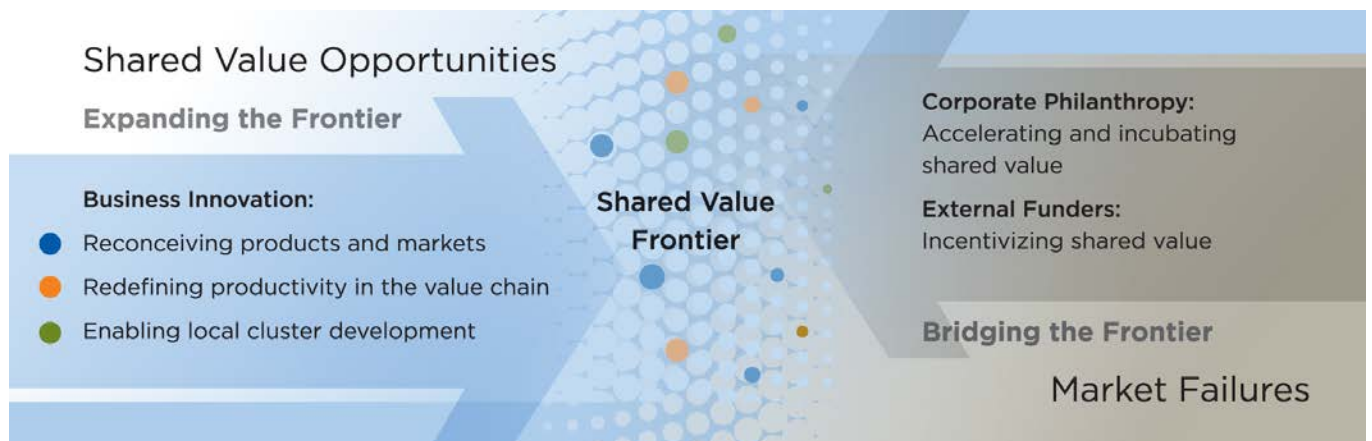 Shared Value Opportunities
Expanding the Frontier
Business Innovation:
Reconceiving products and markets
Redefining productivity in the value chain
Enabling local cluster development
Shared Value
Frontier
Corporate Philanthropy:
Accelerating and incubating
shared value
External Funders:
Incentivizing shared value
Bridging the Frontier
Market Failures